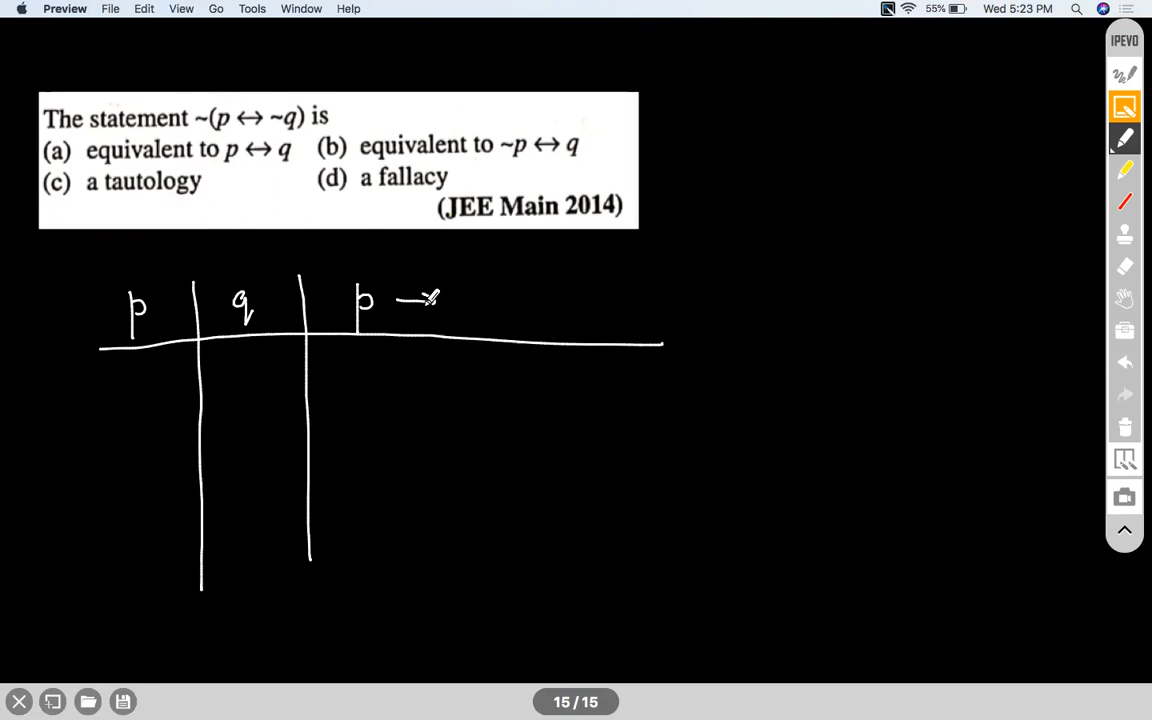 Preview File Edit View Go Tools Window Help 55% Wed 5:23 PM
IPEVO
The statement ~(p ↔ ~q) is
(a) equivalent to p ↔ q (b) equivalent to ~p ↔ q
(c) a tautology (d) a fallacy
(JEE Main 2014)
p q p —
15 / 15